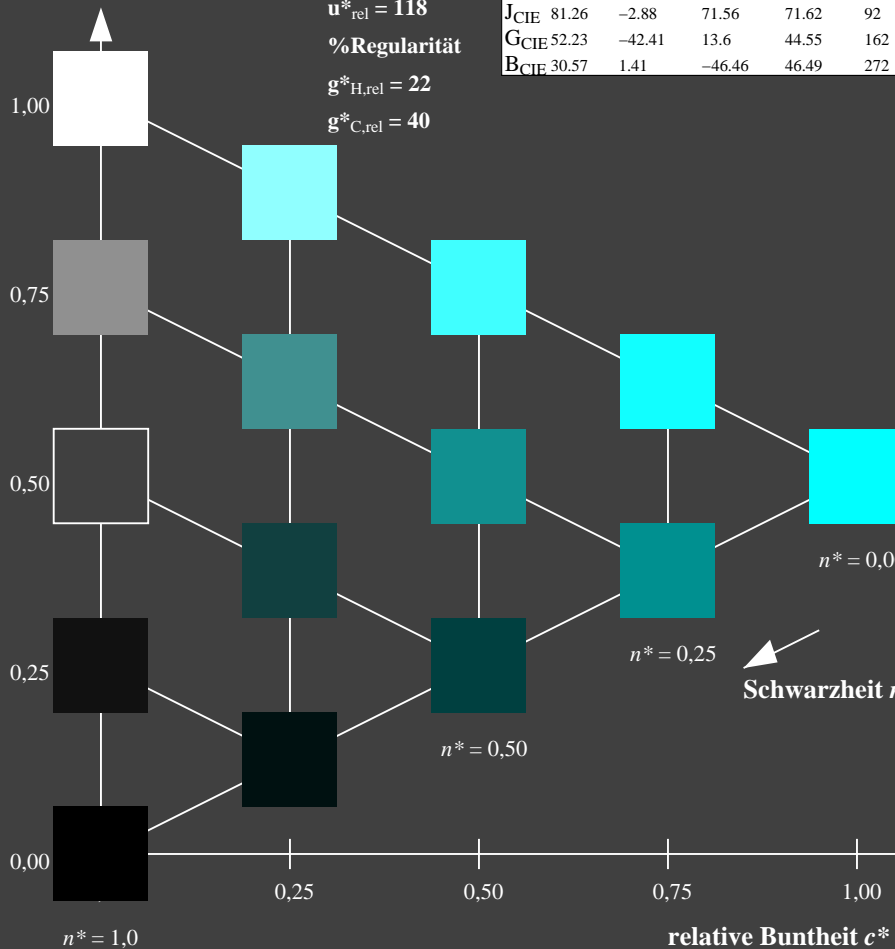 u*rel = 118
%Regularität
g*H,rel = 22
g*C,rel = 40
JCIE 81.26 −2.88 71.56 71.62 92
GCIE 52.23 −42.41 13.6 44.55 162
BCIE 30.57 1.41 −46.46 46.49 272
1,00
0,75
0,50
n* = 0,0
n* = 0,25
0,25
Schwarzheit
n* = 0,50
0,00
0,25 0,50 0,75 1,00
n* = 1,0
relative Buntheit c*